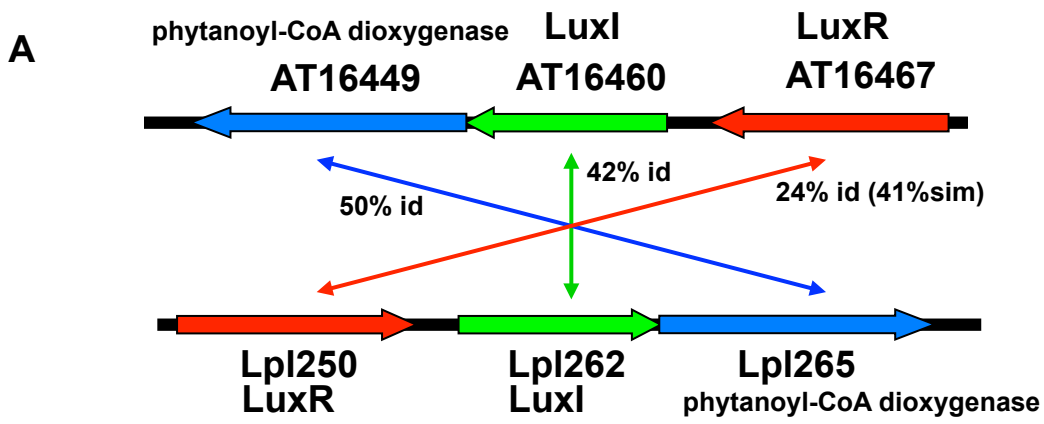 A
phytanoyl-CoA dioxygenase LuxI LuxR
AT16449 AT16460 AT16467
42% id
50% id
24% id (41%sim)
Lpl250 Lpl262 Lpl265
LuxR LuxI phytanoyl-CoA dioxygenase